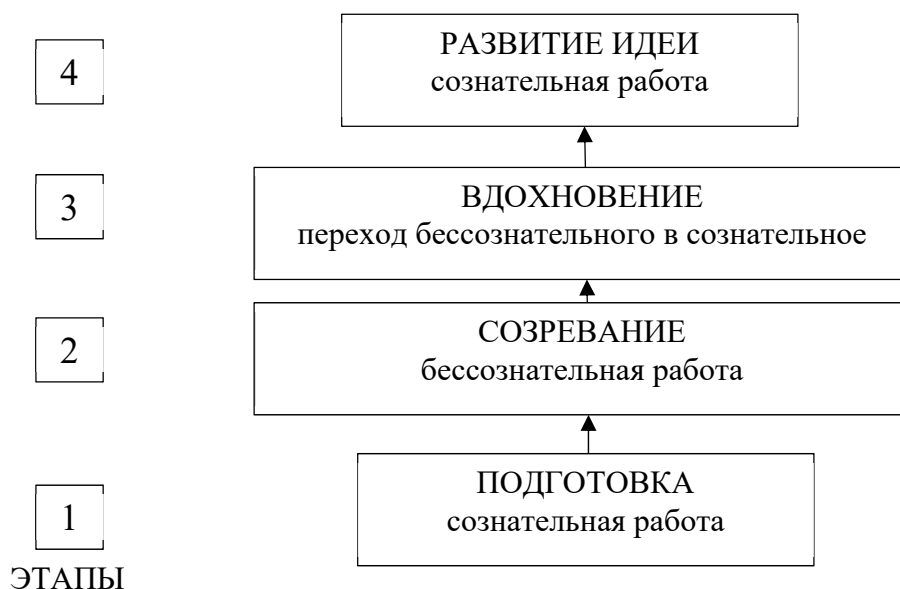 4
РАЗВИТИЕ ИДЕИ
сознательная работа
3
ВДОХНОВЕНИЕ
переход бессознательного в сознательное
2
СОЗРЕВАНИЕ
бессознательная работа
1
ПОДГОТОВКА
сознательная работа
ЭТАПЫ